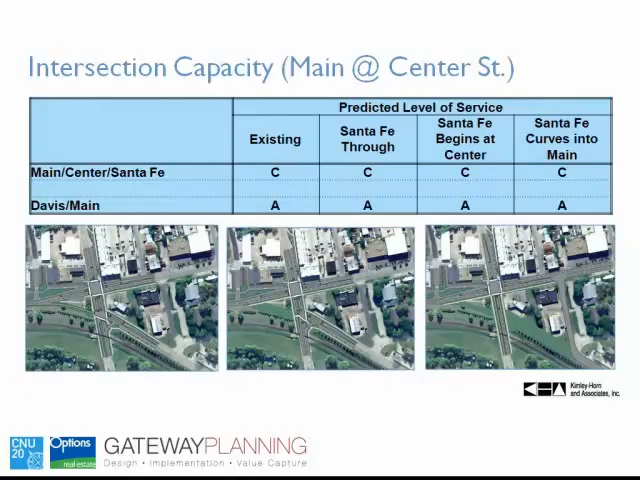 Intersection Capacity (Main @ Center St.)
Predicted Level of Service
Existing
Santa Fe
Through
Santa Fe
Begins at
Center
Santa Fe
Curves into
Main
Main/Center/Santa Fe C C C C
Davis/Main A A A A
Kimley-Horn
and Associates, Inc.
CNU
20
Options
real estate
GATEWAYPLANNING
Design • Implementation • Value Capture